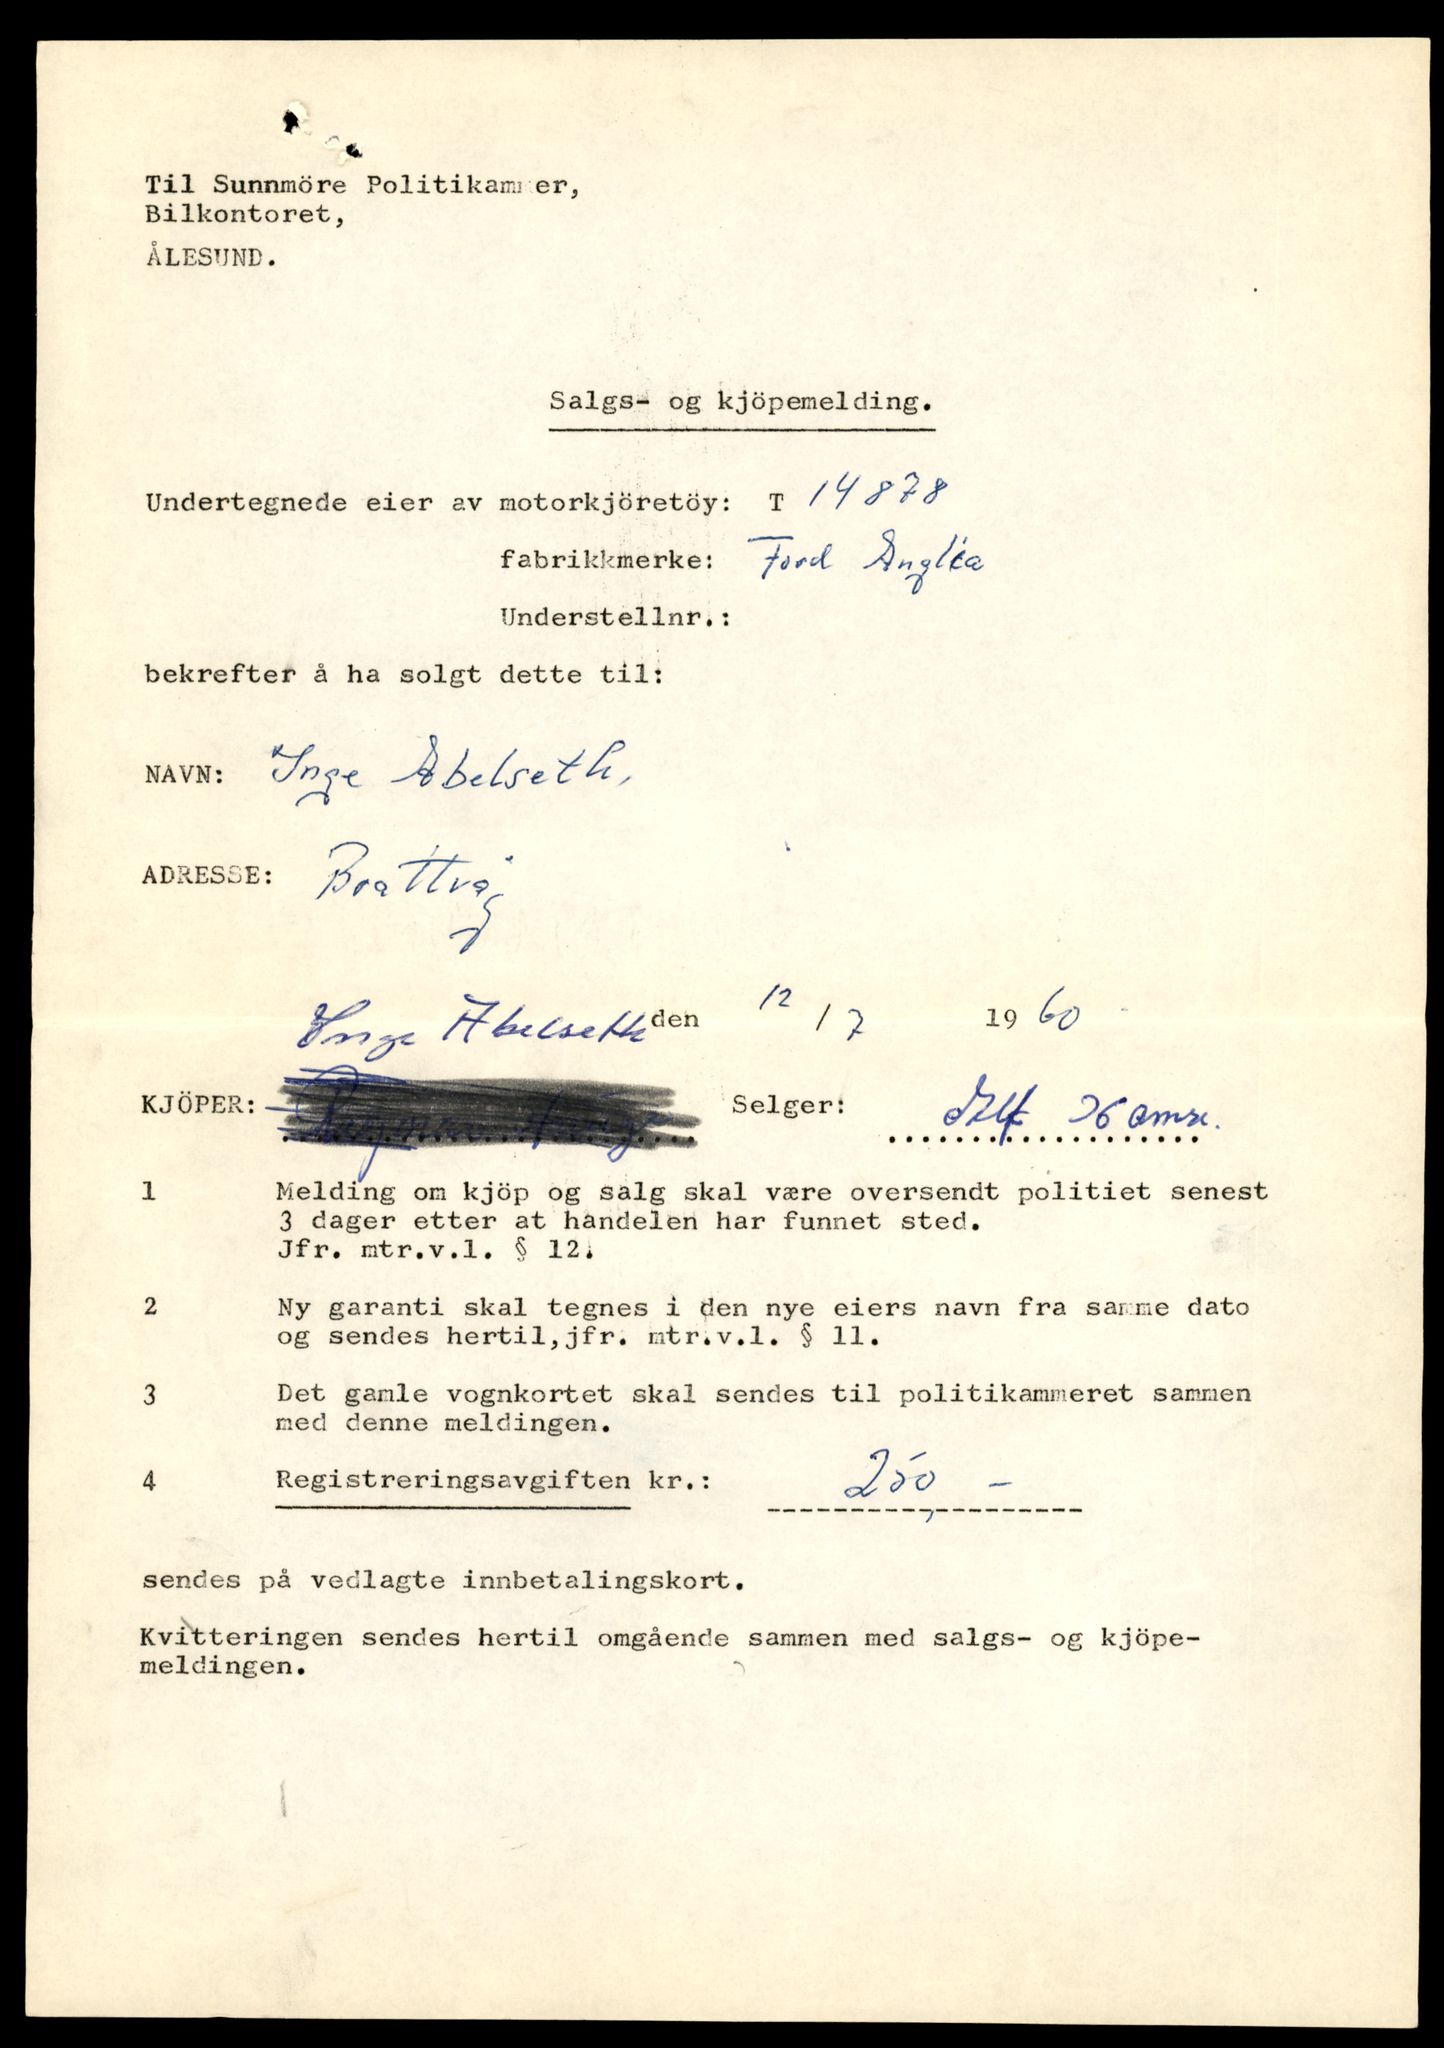 Til Sunnmöre Politikammer,
Bilkontoret,
ÅLESUND.
Salgs- og kjöpemelding.
Undertegnede eier av motorkjöretöy: T 14878
fabrikkmerke: Ford Anglia
Understellnr.:
bekrefter å ha solgt dette til:
NAVN: Inge Abelseth,
ADRESSE: Brattvåg
Inge Abelseth den 12/7 1960
KJÖPER: Selger:
1 Melding om kjöp og salg skal være oversendt politiet senest
3 dager etter at handelen har funnet sted.
Jfr. mtr.v.l. § 12.
2 Ny garanti skal tegnes i den nye eiers navn fra samme dato
og sendes hertil,jfr. mtr.v.l. § 11.
3 Det gamle vognkortet skal sendes til politikammeret sammen
med denne meldingen.
4 Registreringsavgiften kr.: 250,-
sendes på vedlagte innbetalingskort.
Kvitteringen sendes hertil omgående sammen med salgs- og kjöpe-
meldingen.